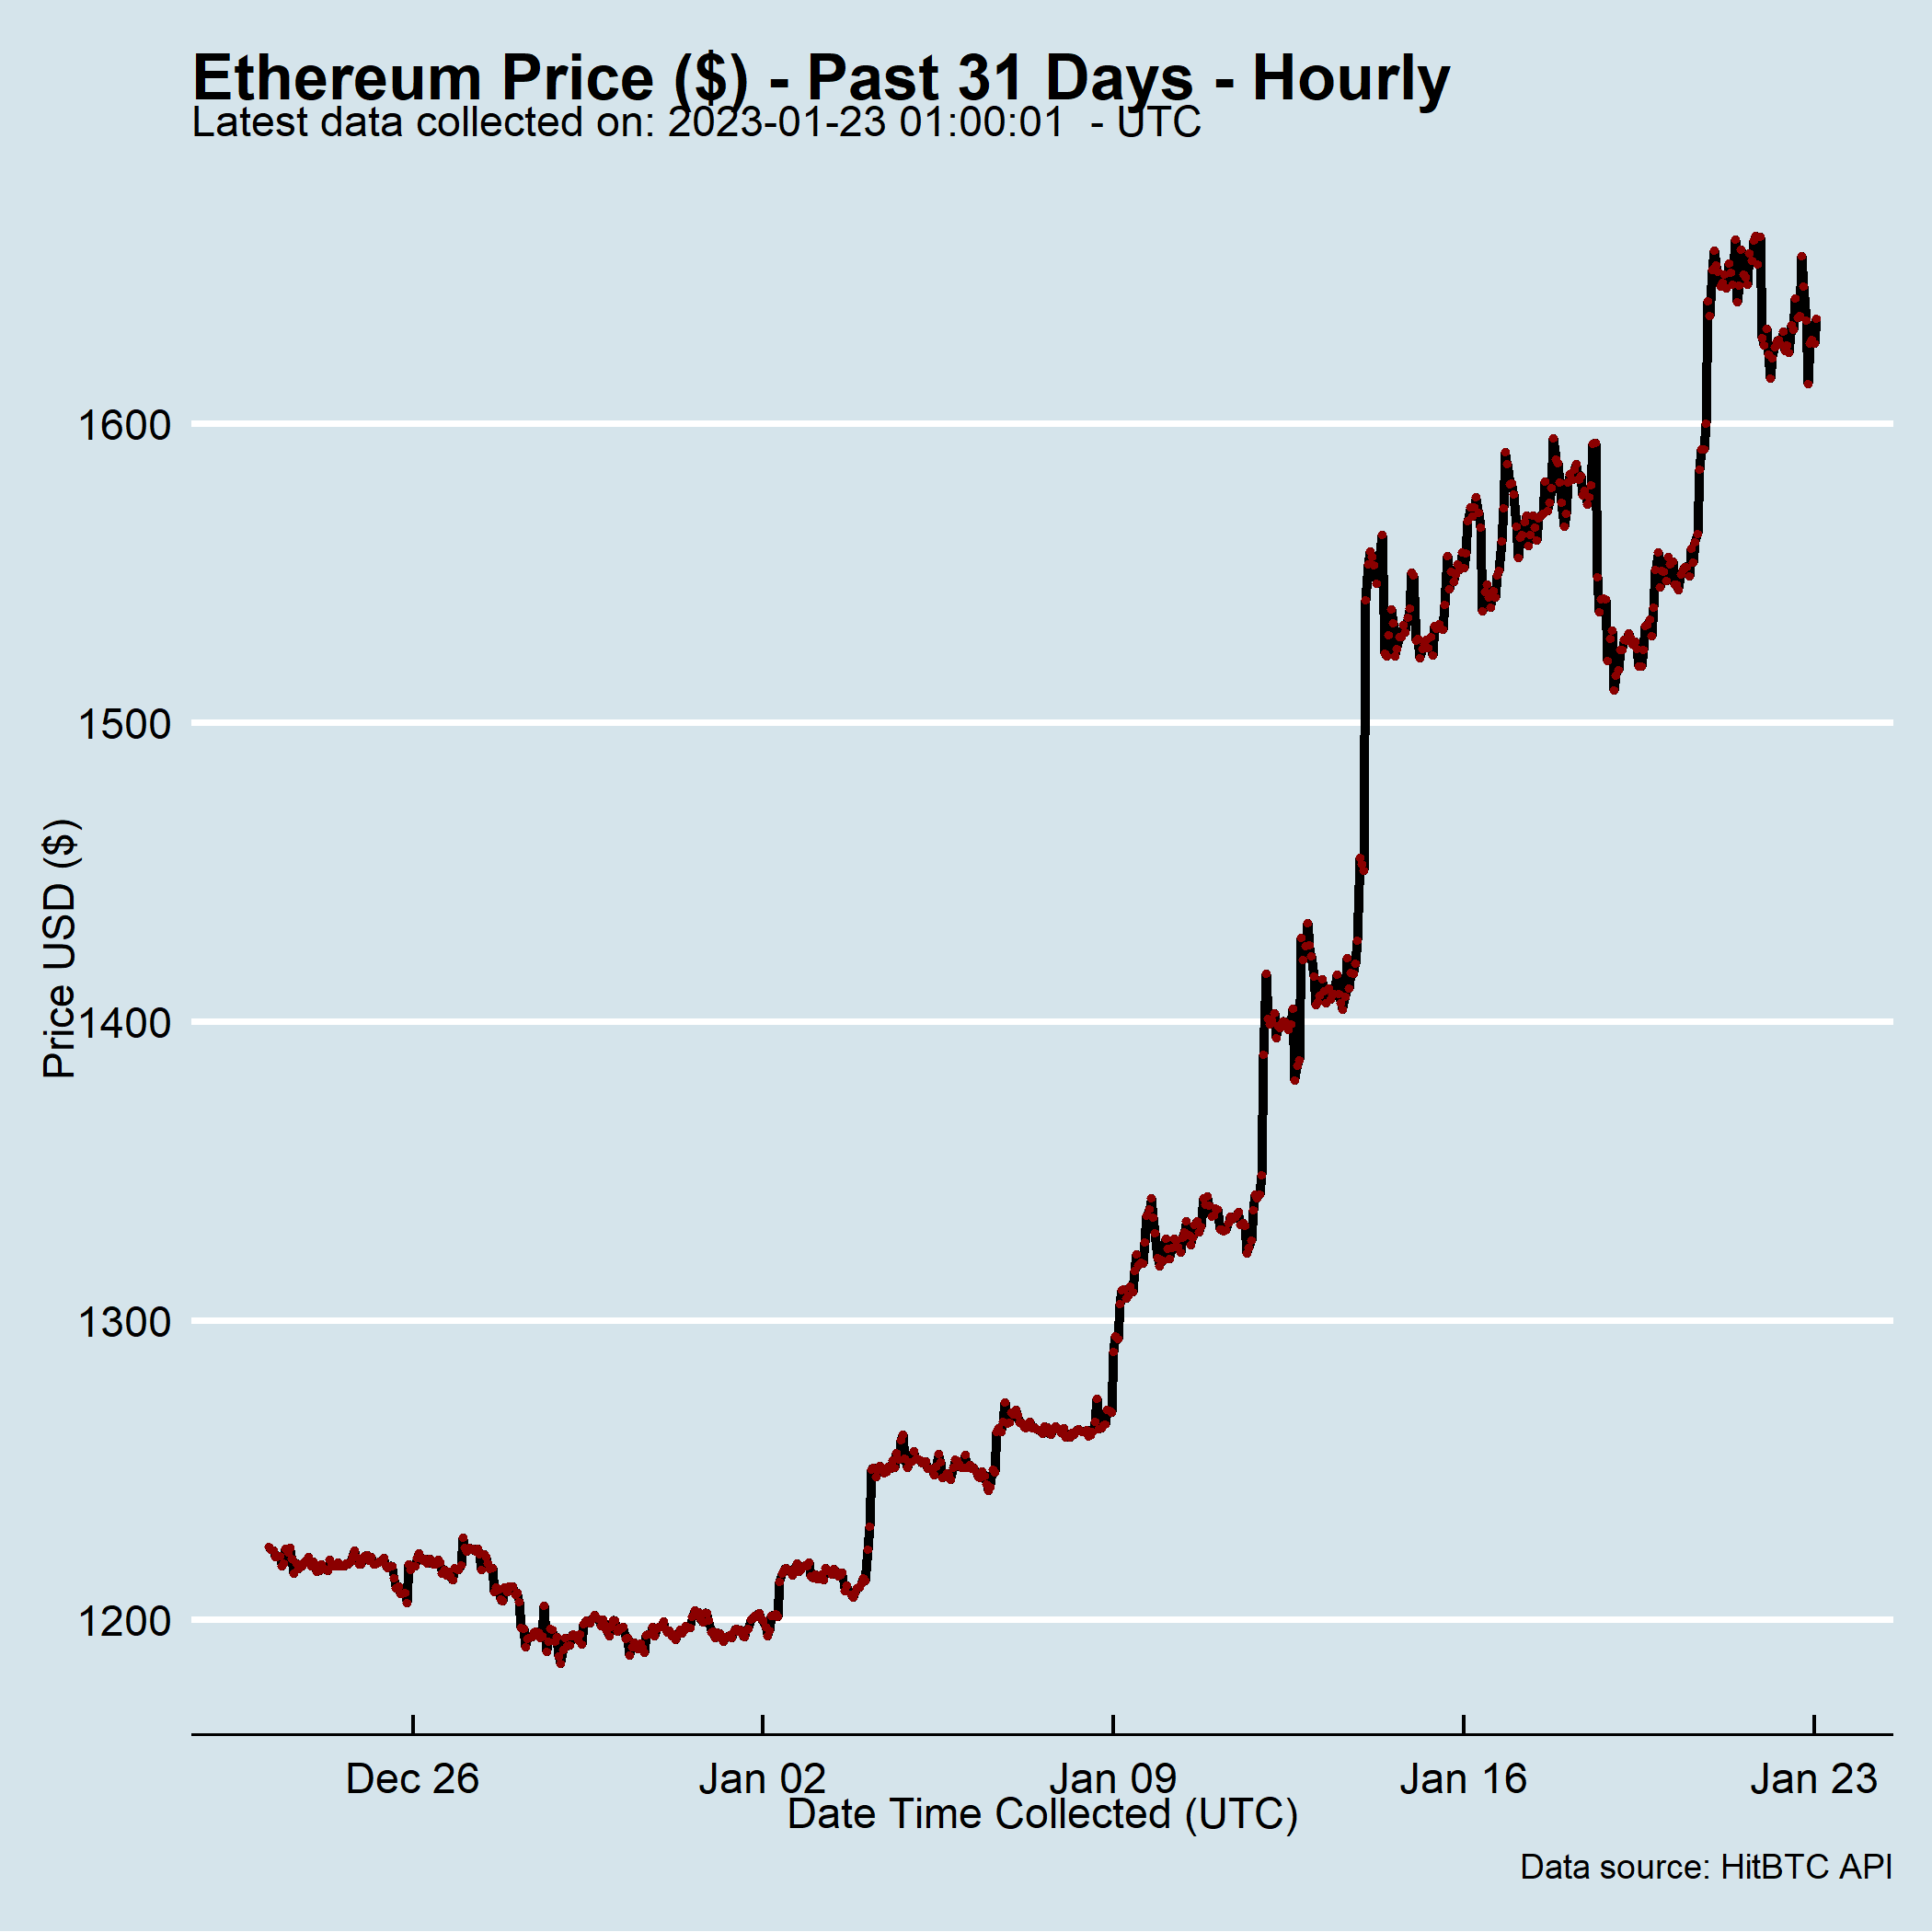 Ethereum Price ($) - Past 31 Days - Hourly
Latest data collected on: 2023-01-23 01:00:01  - UTC
Price USD ($)
1600
1500
1400
1300
1200
Dec 26
Jan 02
Jan 09
Jan 16
Jan 23
Date Time Collected (UTC)
Data source: HitBTC API